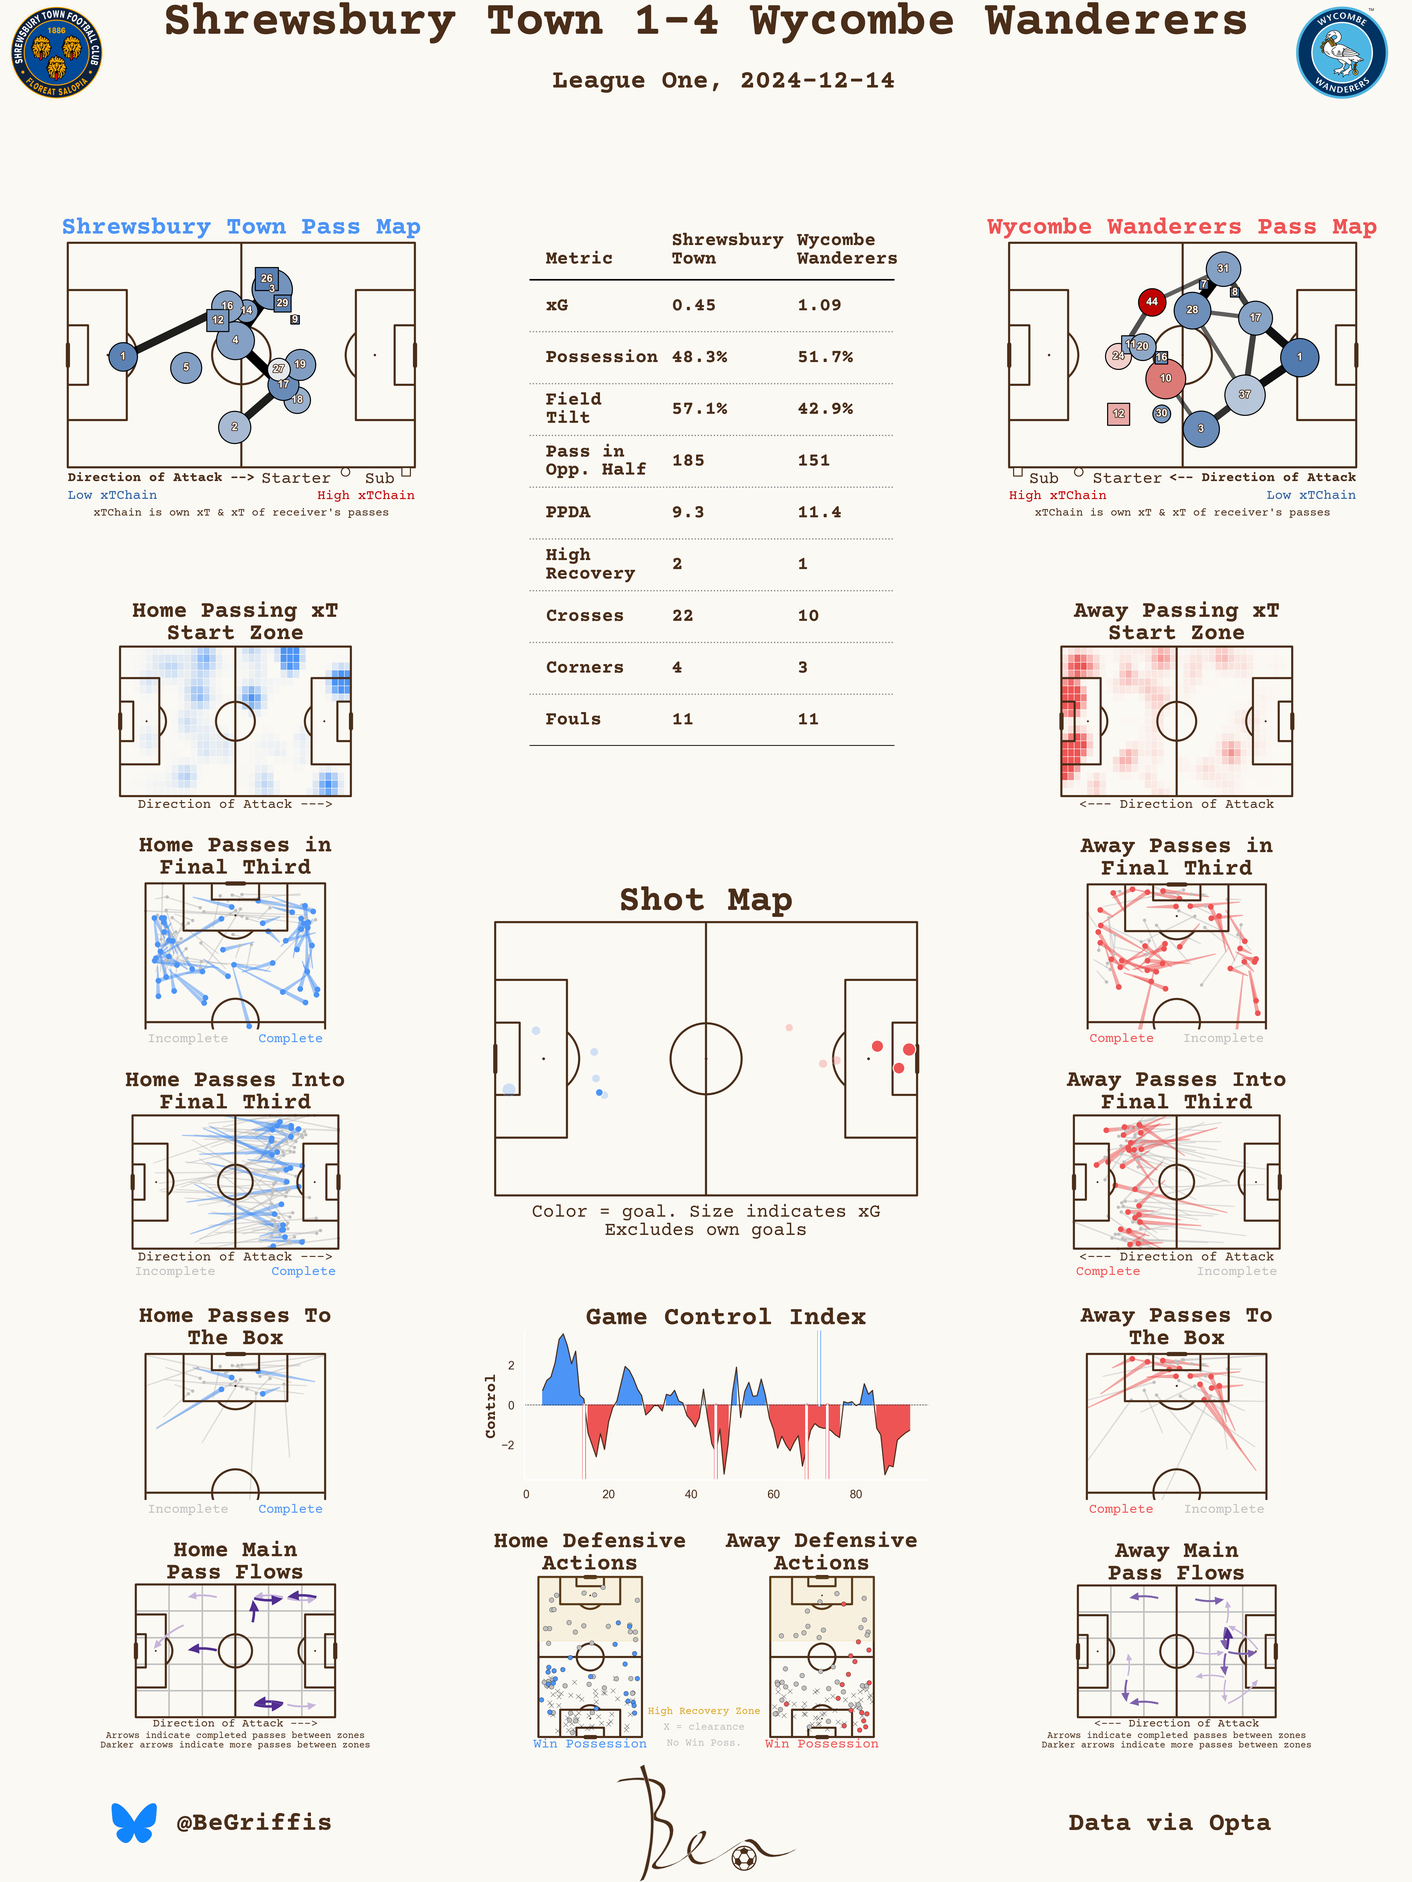 Shrewsbury Town 1-4 Wycombe Wanderers
League One, 2024-12-14
SHREWSBURY TOWN FOOTBALL CLUB
1886
FLOREAT SALOPIA
WYCOMBE
WANDERERS
TM
Shrewsbury Town Pass Map
26
3
16
14
29
12
9
4
1
5
19
27
17
18
2
Direction of Attack --> Starter Sub
Low xTChain High xTChain
xTChain is own xT & xT of receiver's passes
Metric Shrewsbury Town Wycombe Wanderers
xG 0.45 1.09
Possession 48.3% 51.7%
Field Tilt 57.1% 42.9%
Pass in Opp. Half 185 151
PPDA 9.3 11.4
High Recovery 2 1
Crosses 22 10
Corners 4 3
Fouls 11 11
Wycombe Wanderers Pass Map
31
7
8
44
28
17
11
20
24
16
1
10
37
12
30
3
Sub Starter <-- Direction of Attack
High xTChain Low xTChain
xTChain is own xT & xT of receiver's passes
Home Passing xT
Start Zone
Direction of Attack --->
Away Passing xT
Start Zone
<--- Direction of Attack
Home Passes in
Final Third
Incomplete Complete
Away Passes in
Final Third
Complete Incomplete
Shot Map
Color = goal. Size indicates xG
Excludes own goals
Home Passes Into
Final Third
Direction of Attack --->
Incomplete Complete
Away Passes Into
Final Third
<--- Direction of Attack
Complete Incomplete
Home Passes To
The Box
Incomplete Complete
Game Control Index
Control
2
0
−2
0 20 40 60 80
Away Passes To
The Box
Complete Incomplete
Home Main
Pass Flows
Direction of Attack --->
Arrows indicate completed passes between zones
Darker arrows indicate more passes between zones
Home Defensive
Actions
Win Possession
Away Defensive
Actions
Win Possession
High Recovery Zone
X = clearance
No Win Poss.
Away Main
Pass Flows
<--- Direction of Attack
Arrows indicate completed passes between zones
Darker arrows indicate more passes between zones
@BeGriffis
Ben
Data via Opta